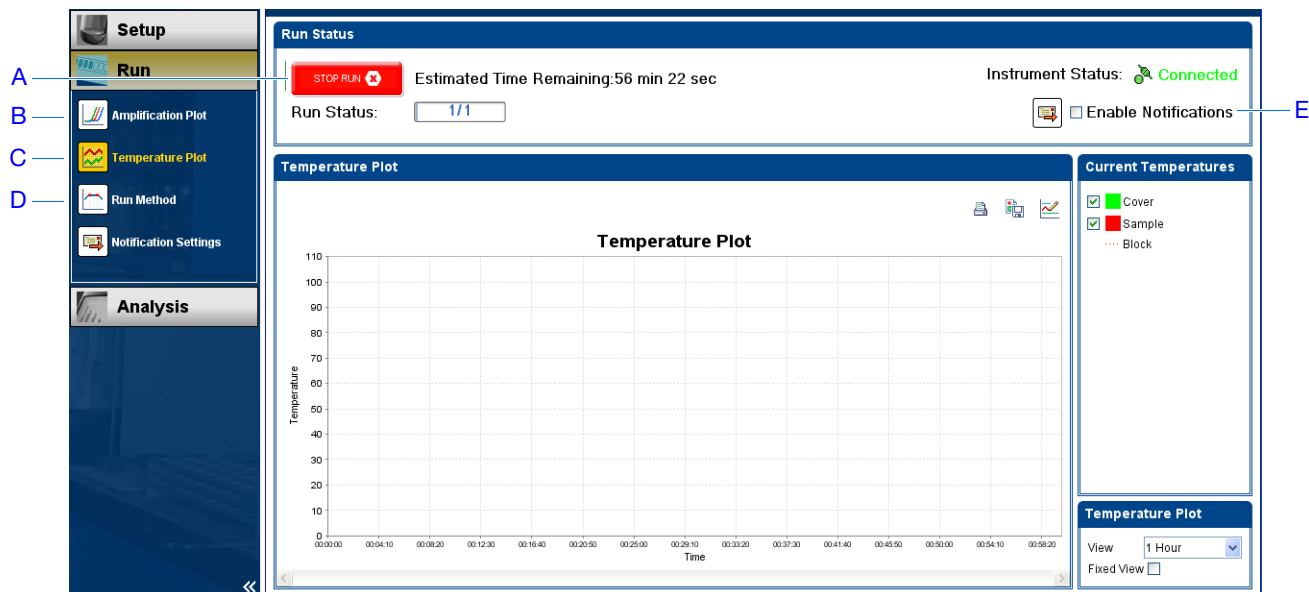 Setup
Run
Amplification Plot
Temperature Plot
Run Method
Notification Settings
Analysis
«
A
B
C
D
E
Run Status
STOP RUN
Estimated Time Remaining:56 min 22 sec
Instrument Status: Connected
Run Status: 1/1
Enable Notifications
Temperature Plot
Temperature Plot
Temperature
110
100
90
80
70
60
50
40
30
20
10
0
00:00:00 00:04:10 00:08:20 00:12:30 00:16:40 00:20:50 00:25:00 00:29:10 00:33:20 00:37:30 00:41:40 00:45:50 00:50:00 00:54:10 00:58:20
Time
Current Temperatures
Cover
Sample
Block
Temperature Plot
View 1 Hour
Fixed View